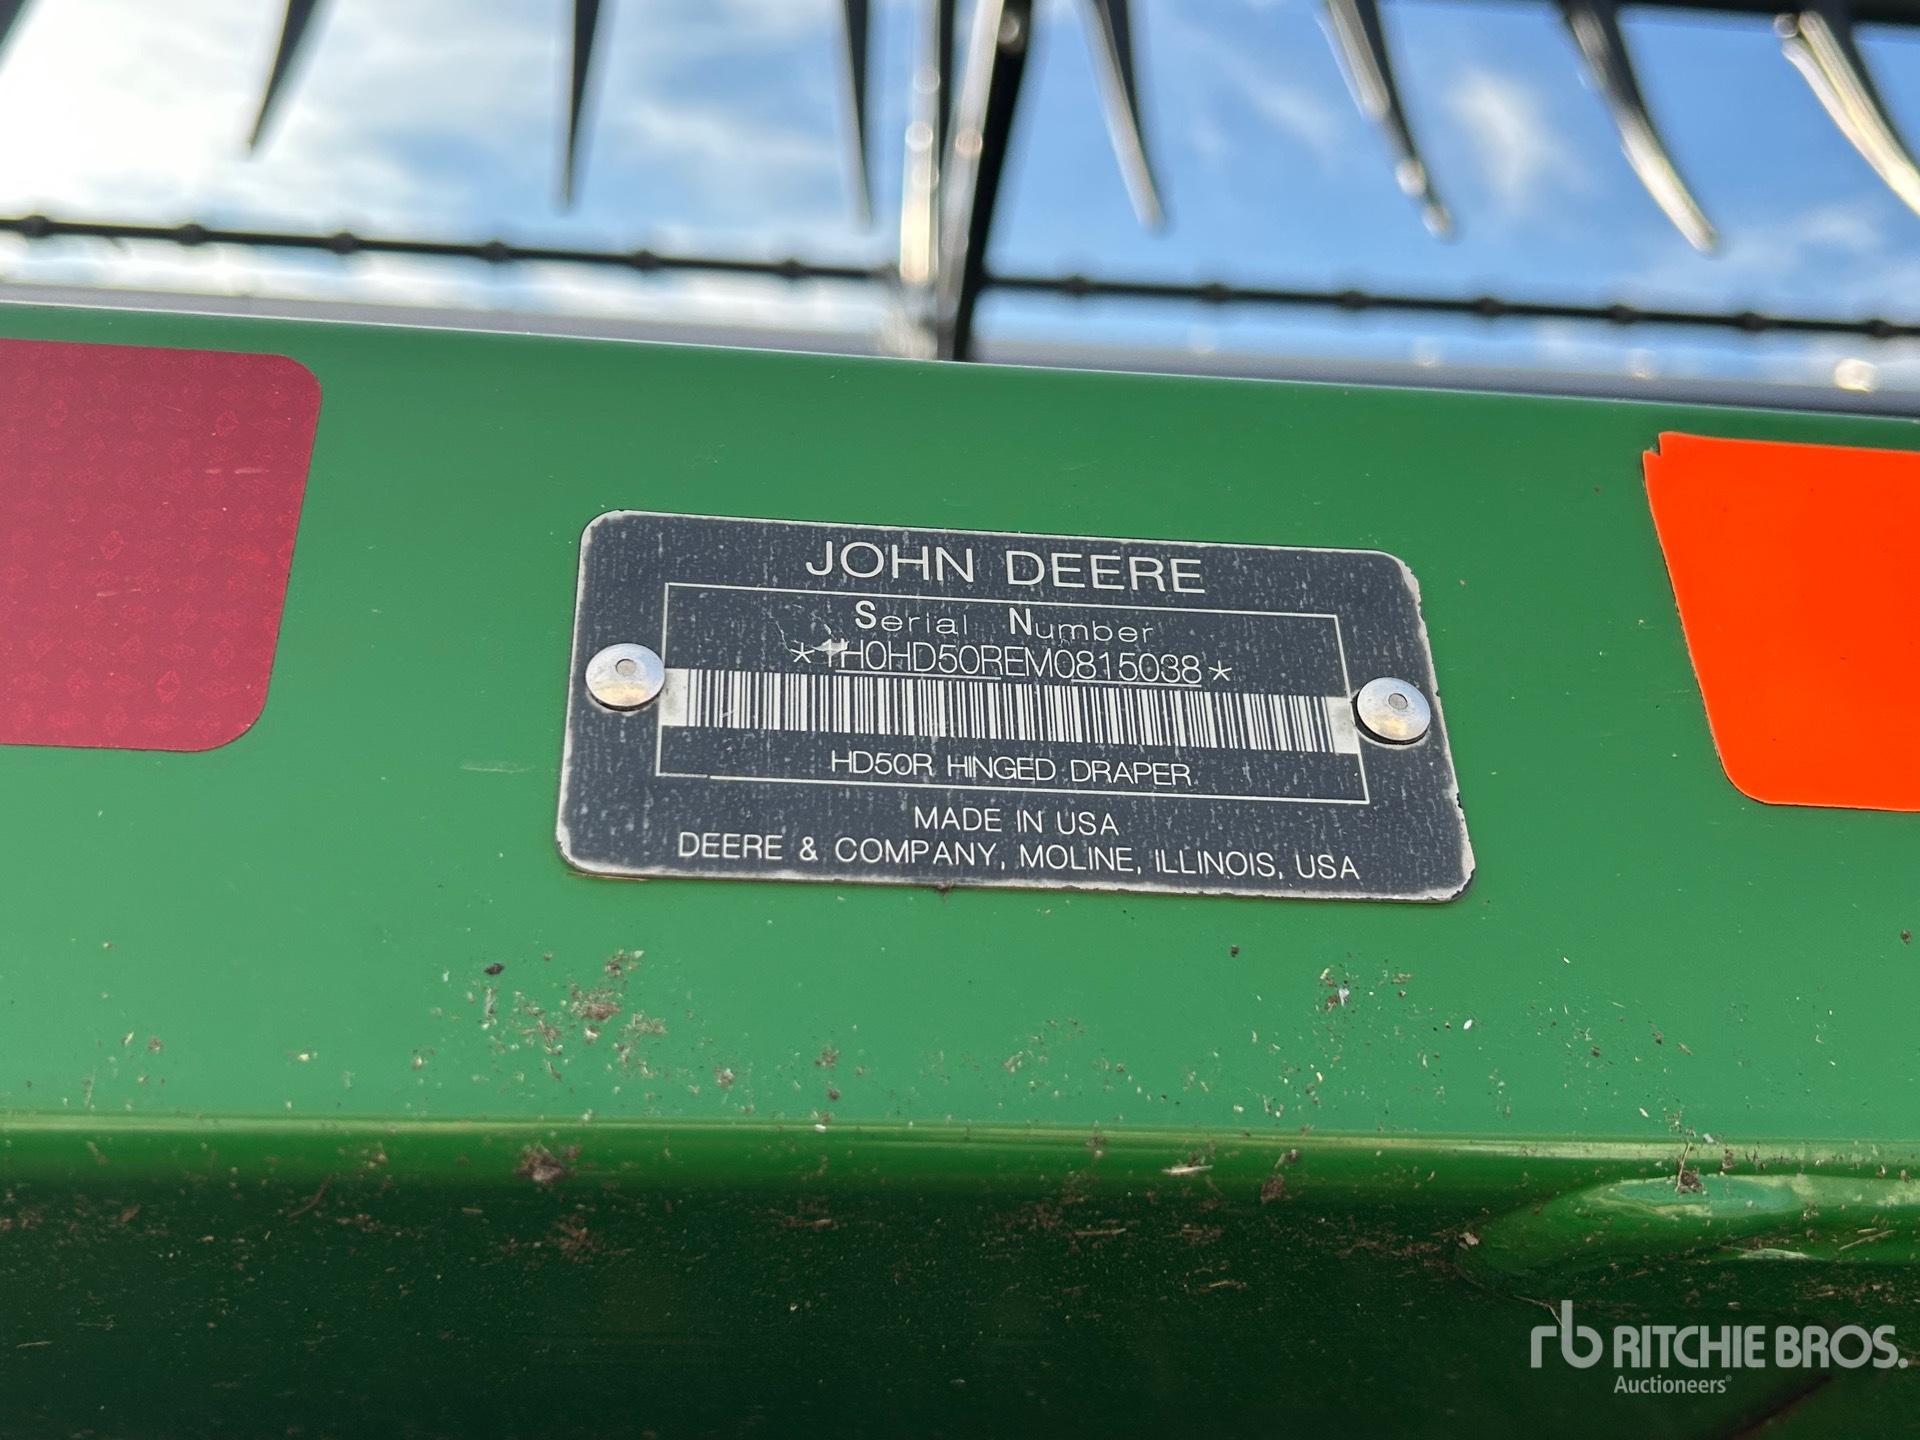 JOHN DEERE
Serial Number
*1H0HD50REM0815038*
HD50R HINGED DRAPER
MADE IN USA
DEERE & COMPANY, MOLINE, ILLINOIS, USA
rb RITCHIE BROS.
Auctioneers®